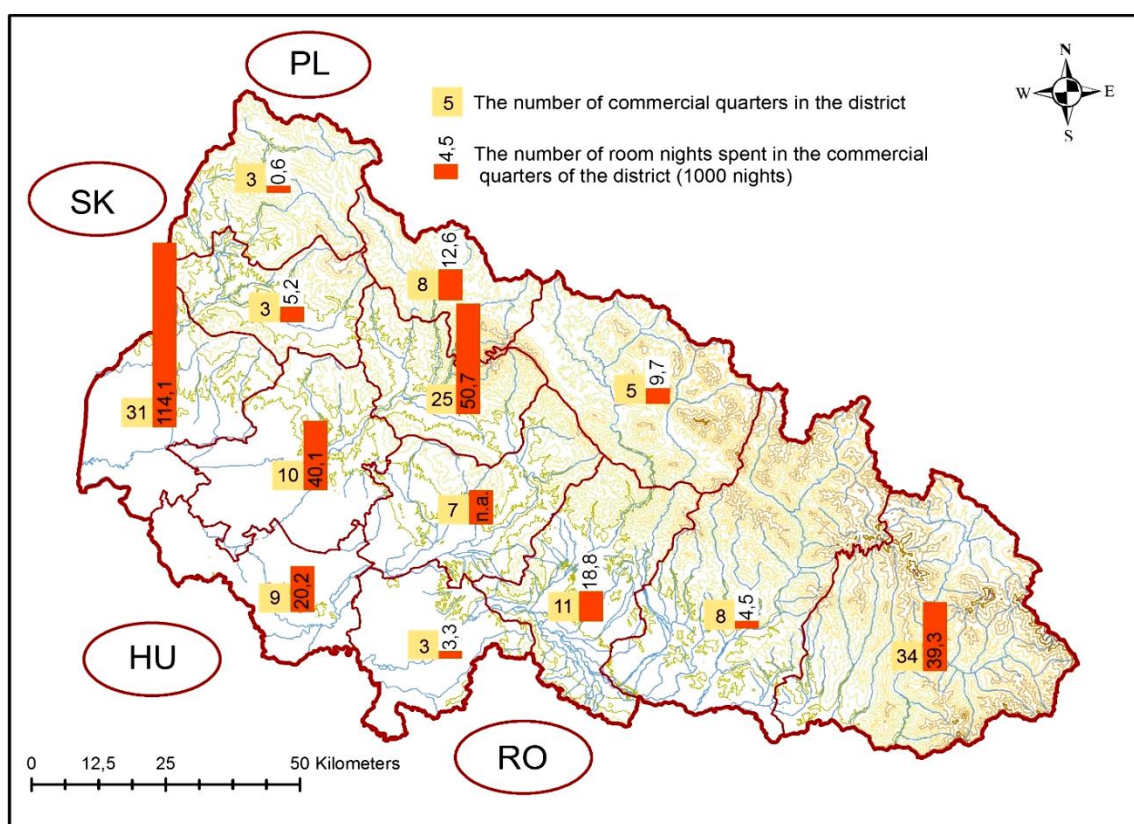 PL
N
W E
S
5 The number of commercial quarters in the district
4,5 The number of room nights spent in the commercial
quarters of the district (1000 nights)
SK
3 0,6
8 12,6
3 5,2
31 114,1
25 50,7
5 9,7
10 40,1
7 n.a.
9 20,2
11 18,8
8 4,5
3 3,3
34 39,3
HU
RO
0 12,5 25 50 Kilometers